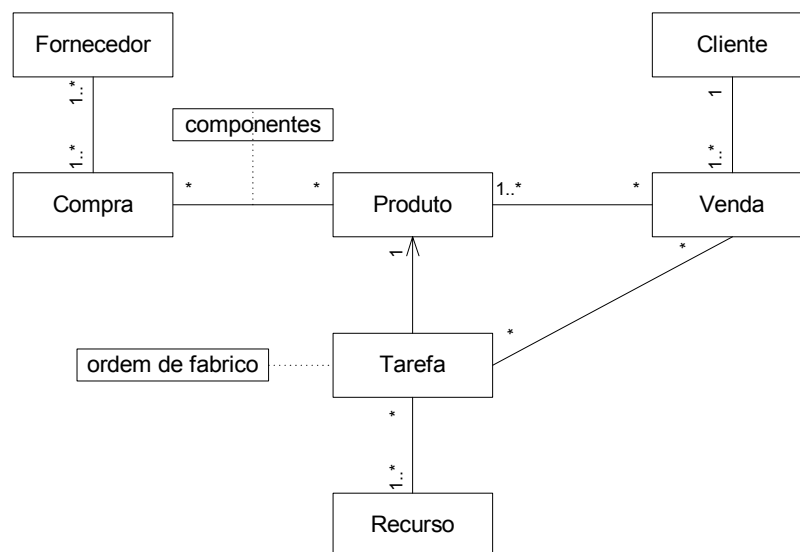 Fornecedor
Cliente
1..*
1
componentes
1..*
1..*
Compra
*
*
Produto
1..*
*
Venda
1
*
*
ordem de fabrico
Tarefa
*
1..*
Recurso